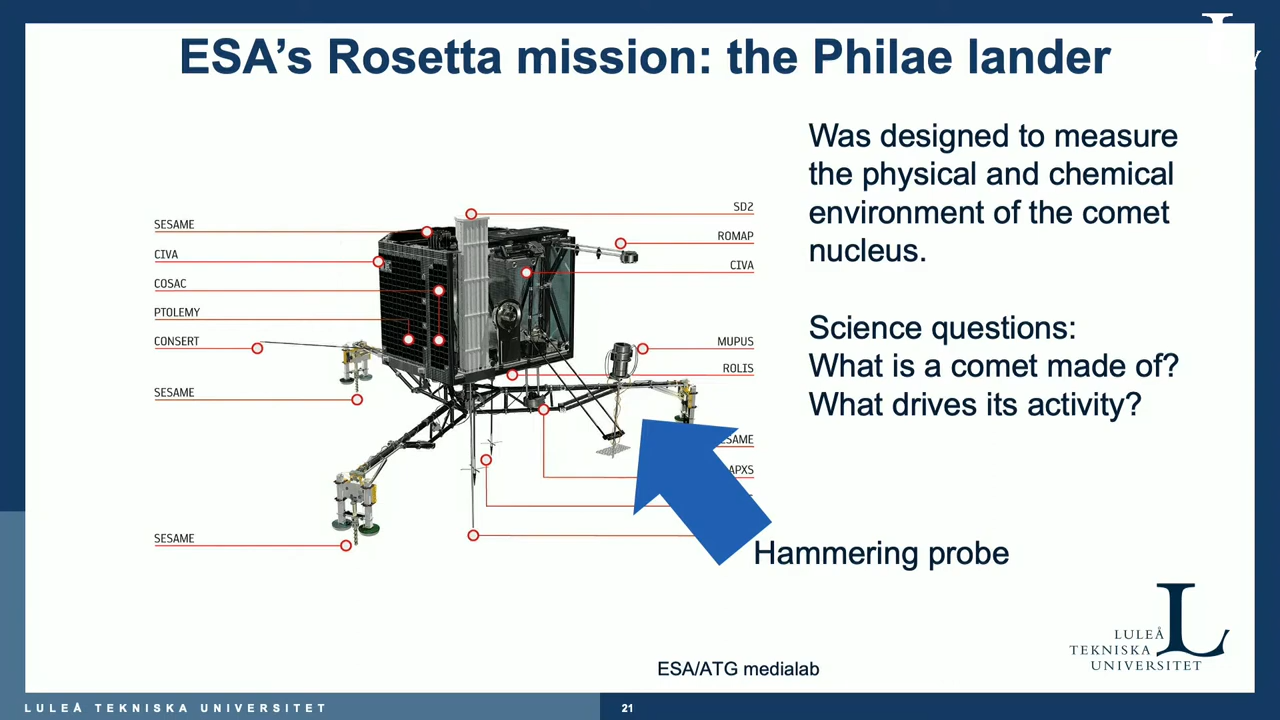 ESA's Rosetta mission: the Philae lander
Was designed to measure
the physical and chemical
environment of the comet
nucleus.
Science questions:
What is a comet made of?
What drives its activity?
SESAME
CIVA
COSAC
PTOLEMY
CONSERT
SESAME
SESAME
SD2
ROMAP
CIVA
MUPUS
ROLIS
APXS
Hammering probe
ESA/ATG medialab
LULEÅ
TEKNISKA
UNIVERSITET
LULEÅ TEKNISKA UNIVERSITET
21